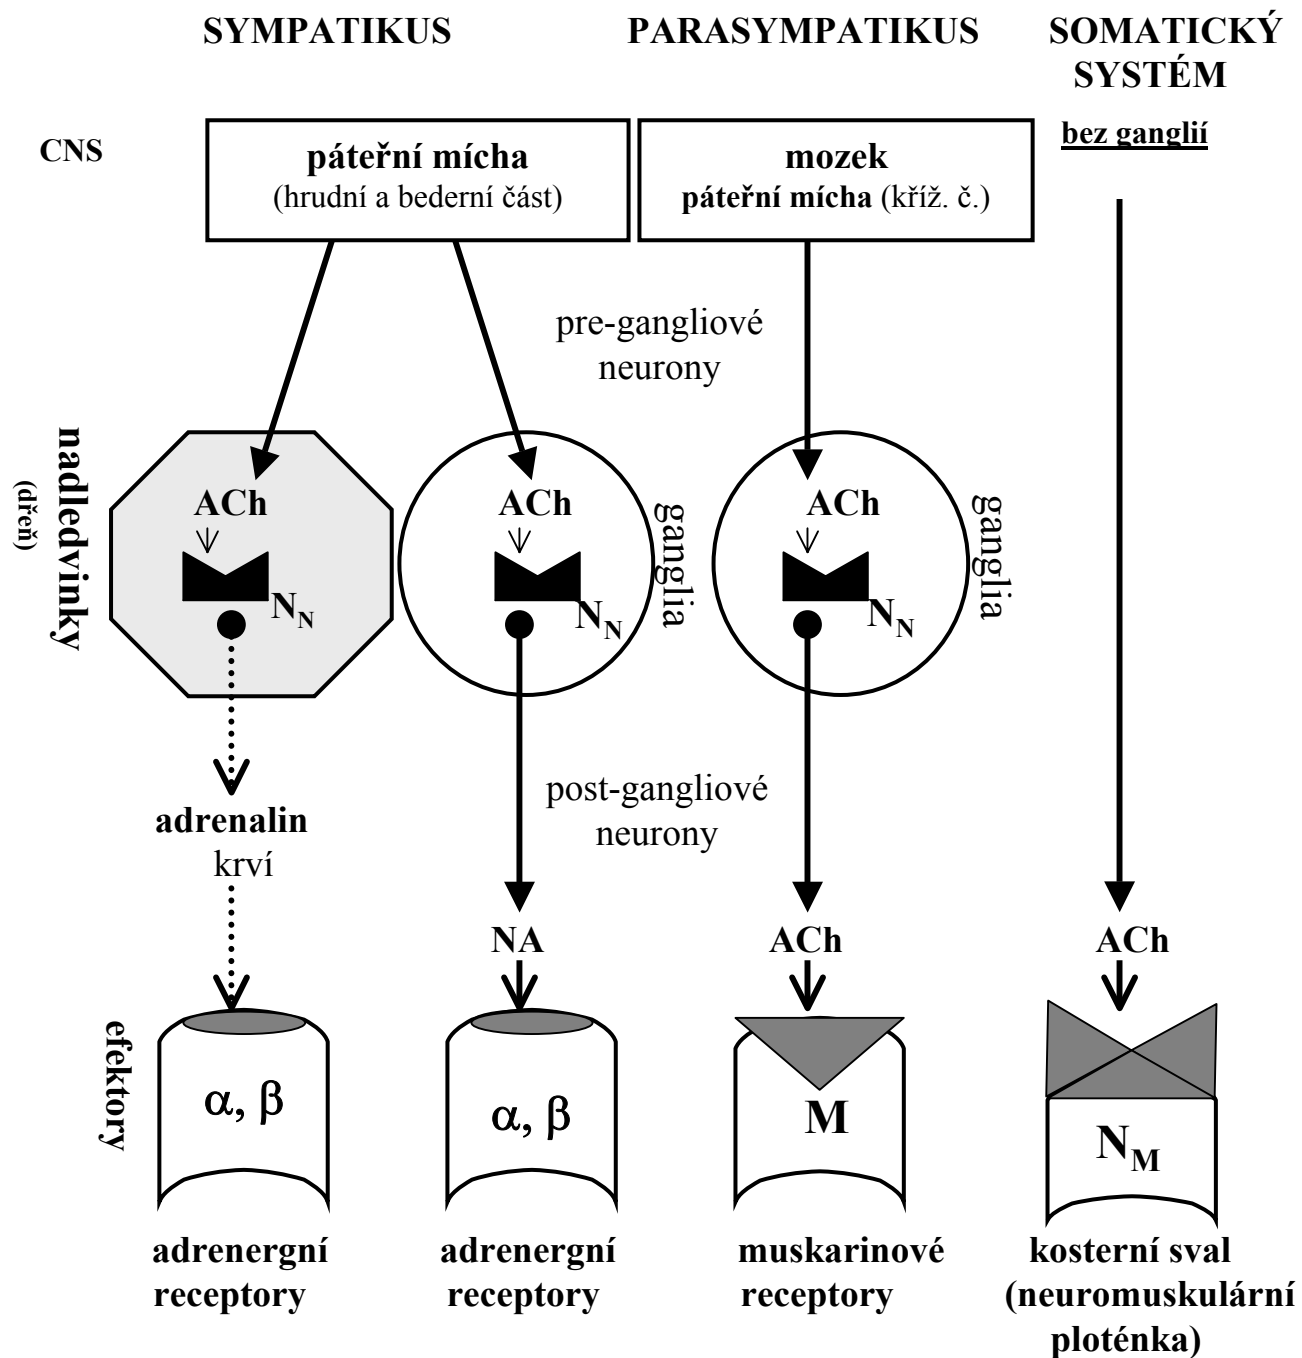 SYMPATIKUS
PARASYMPATIKUS
SOMATICKÝ
SYSTÉM
bez ganglií
CNS
páteřní mícha
(hrudní a bederní část)
mozek
páteřní mícha (kříž. č.)
pre-gangliové
neurony
nadledvinky
(dřeň)
ACh
N_N
ACh
N_N
ganglia
ACh
N_N
ganglia
adrenalin
krví
post-gangliové
neurony
NA
ACh
ACh
efektory
α, β
α, β
M
N_M
adrenergní
receptory
adrenergní
receptory
muskarinové
receptory
kosterní sval
(neuromuskulární
ploténka)